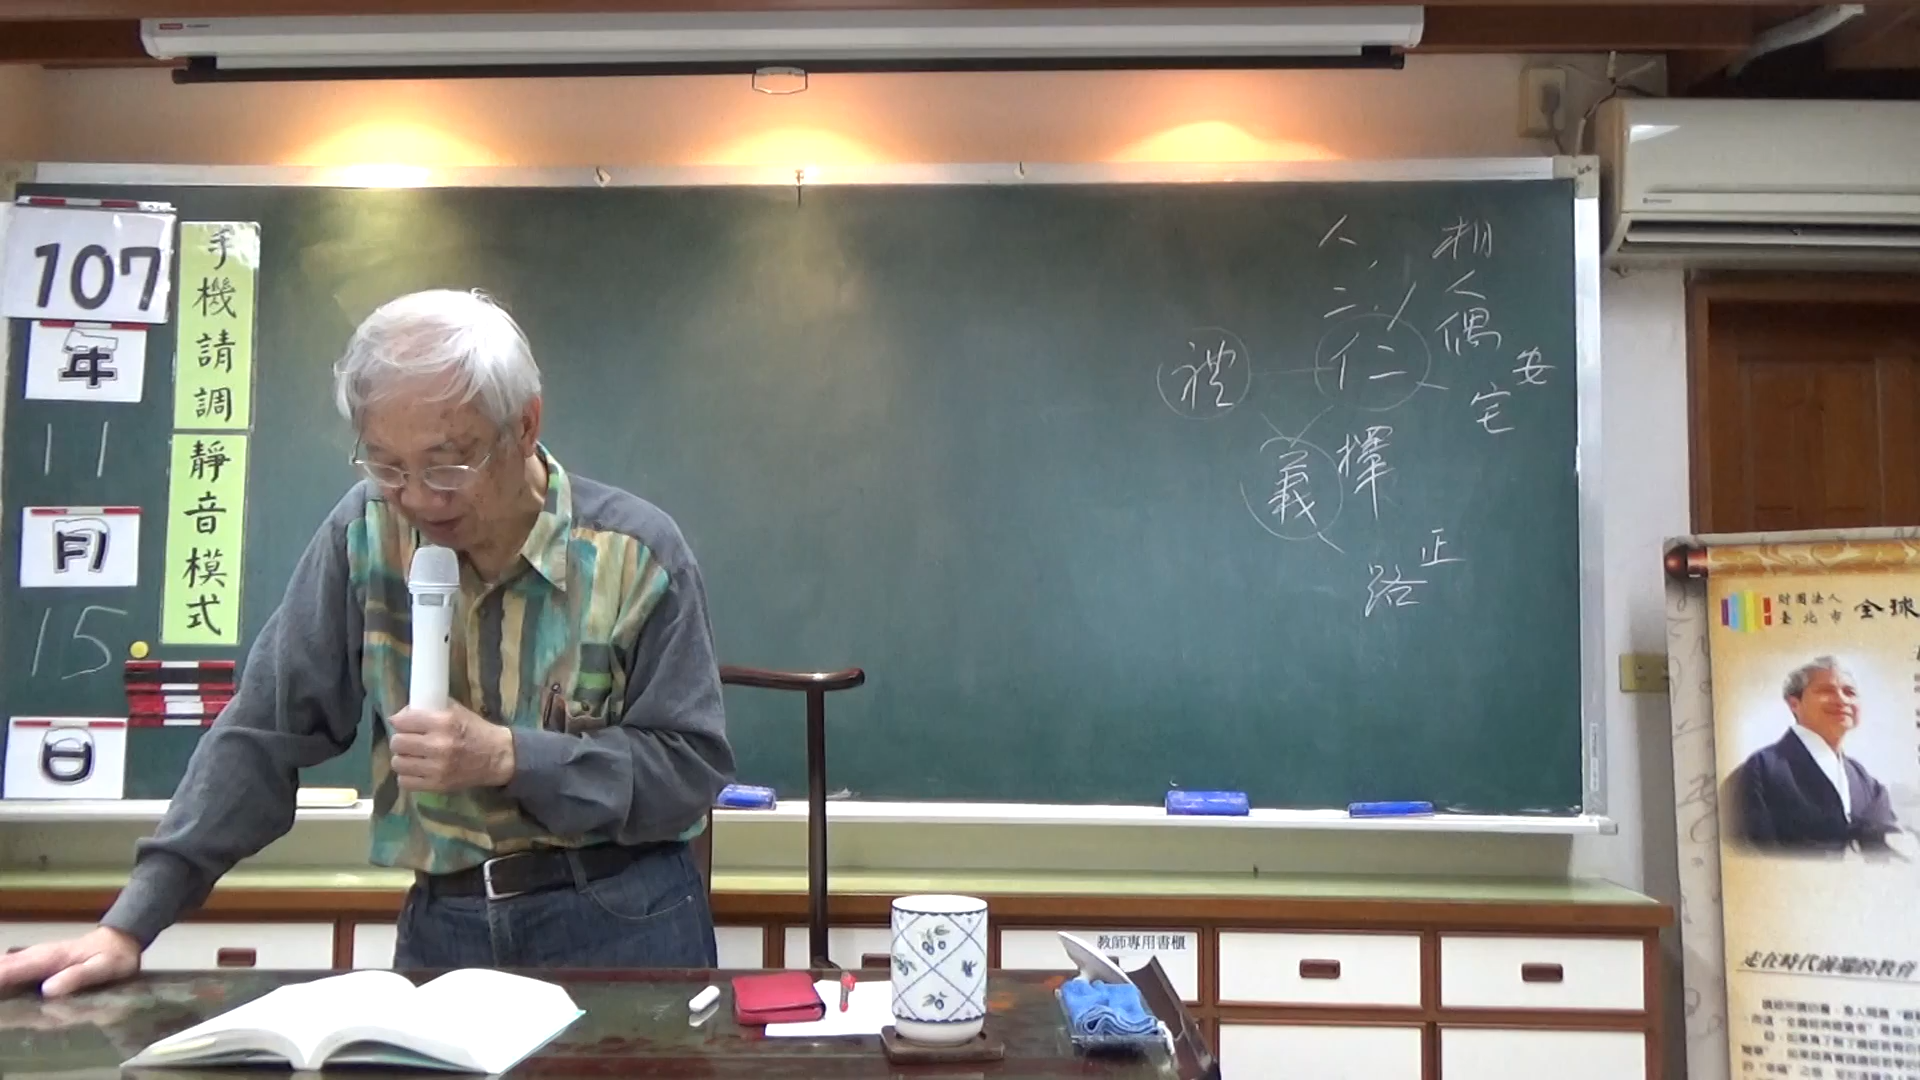 107
年
11
月
15
日
手機請調
靜音模式
相人偶
人二
仁
禮
義
擇
安宅
正路
教師專用書櫃
財團法人
臺北市
全球
走在時代前端的教育